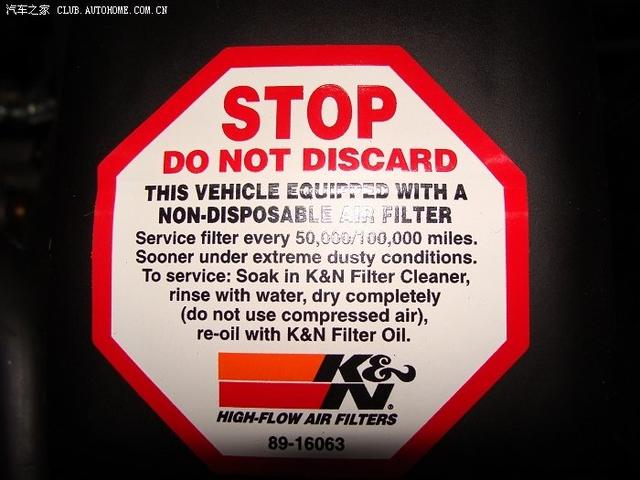 汽车之家 CLUB.AUTOHOME.COM.CN
STOP
DO NOT DISCARD
THIS VEHICLE EQUIPPED WITH A
NON-DISPOSABLE AIR FILTER
Service filter every 50,000/100,000 miles.
Sooner under extreme dusty conditions.
To service: Soak in K&N Filter Cleaner,
rinse with water, dry completely
(do not use compressed air),
re-oil with K&N Filter Oil.
K&N®
HIGH-FLOW AIR FILTERS
89-16063